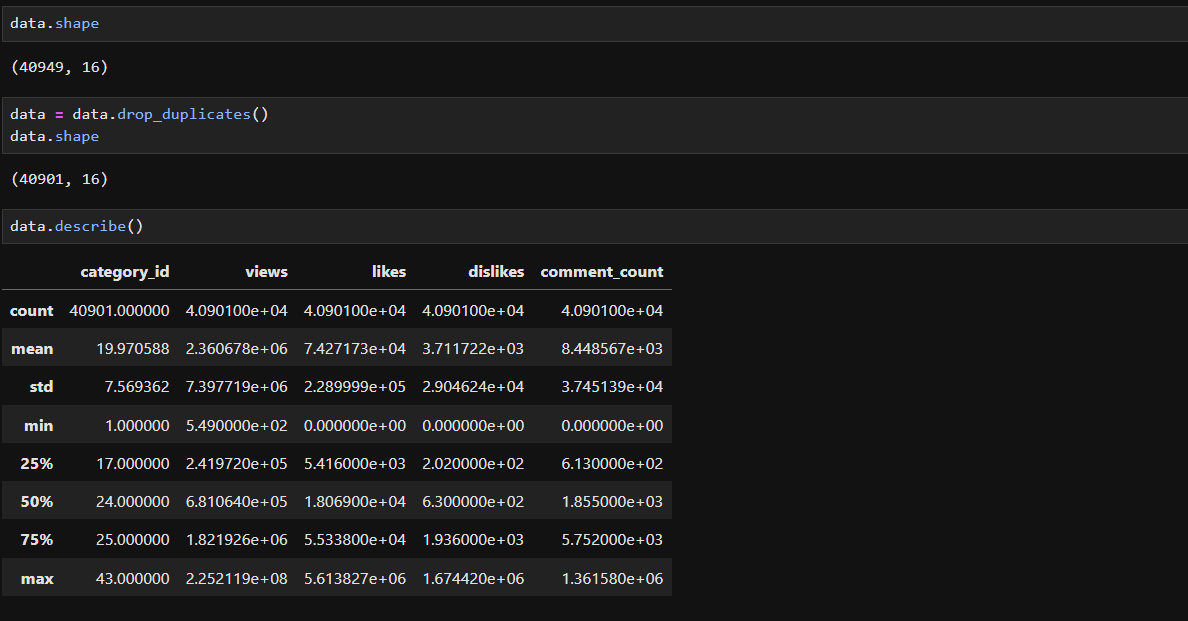 data.shape
(40949, 16)
data = data.drop_duplicates()
data.shape
(40901, 16)
data.describe()
category_id views likes dislikes comment_count
count 40901.000000 4.090100e+04 4.090100e+04 4.090100e+04 4.090100e+04
mean 19.970588 2.360678e+06 7.427173e+04 3.711722e+03 8.448567e+03
std 7.569362 7.397719e+06 2.289999e+05 2.904624e+04 3.745139e+04
min 1.000000 5.490000e+02 0.000000e+00 0.000000e+00 0.000000e+00
25% 17.000000 2.419720e+05 5.416000e+03 2.020000e+02 6.130000e+02
50% 24.000000 6.810640e+05 1.806900e+04 6.300000e+02 1.855000e+03
75% 25.000000 1.821926e+06 5.533800e+04 1.936000e+03 5.752000e+03
max 43.000000 2.252119e+08 5.613827e+06 1.674420e+06 1.361580e+06